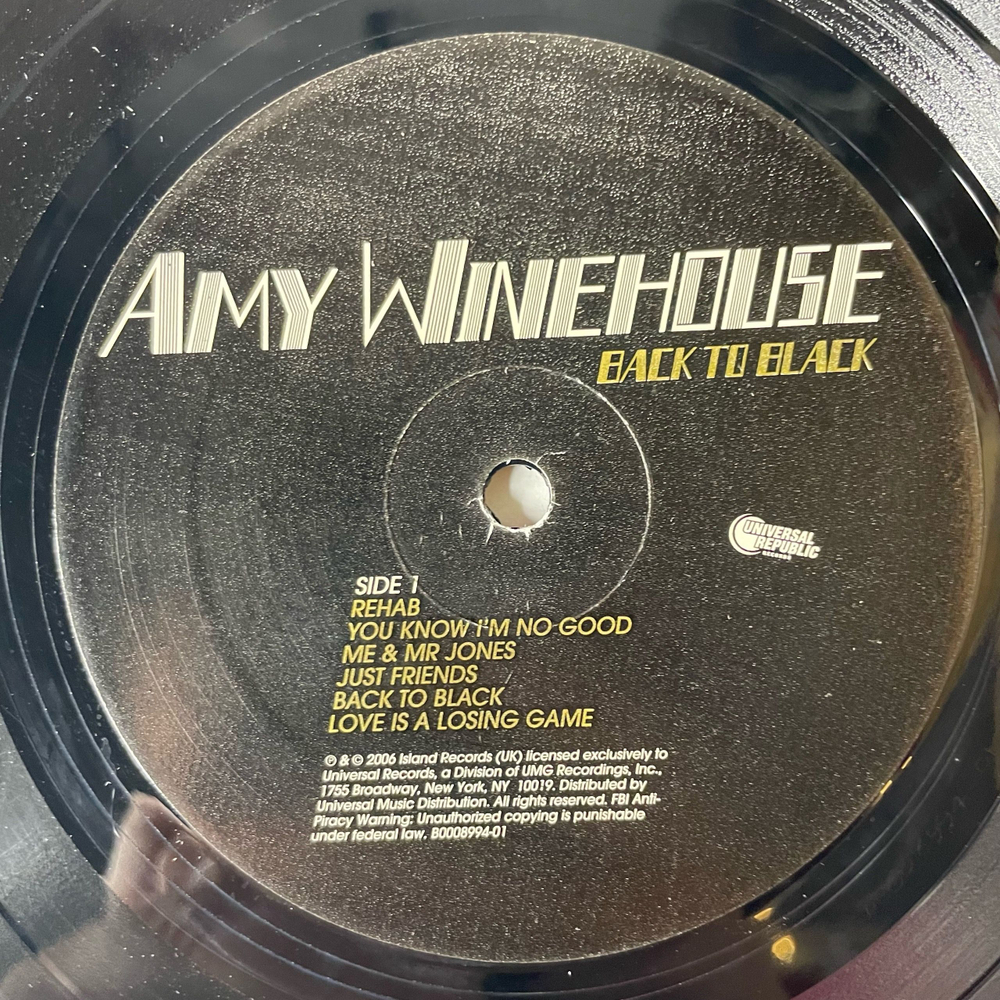 AMY WINEHOUSE
BACK TO BLACK
UNIVERSAL
REPUBLIC
RECORDS
SIDE 1
REHAB
YOU KNOW I'M NO GOOD
ME & MR JONES
JUST FRIENDS
BACK TO BLACK
LOVE IS A LOSING GAME
℗ & © 2006 Island Records (UK) licensed exclusively to
Universal Records, a Division of UMG Recordings, Inc.,
1755 Broadway, New York, NY 10019. Distributed by
Universal Music Distribution. All rights reserved. FBI Anti-
Piracy Warning: Unauthorized copying is punishable
under federal law. B0008994-01